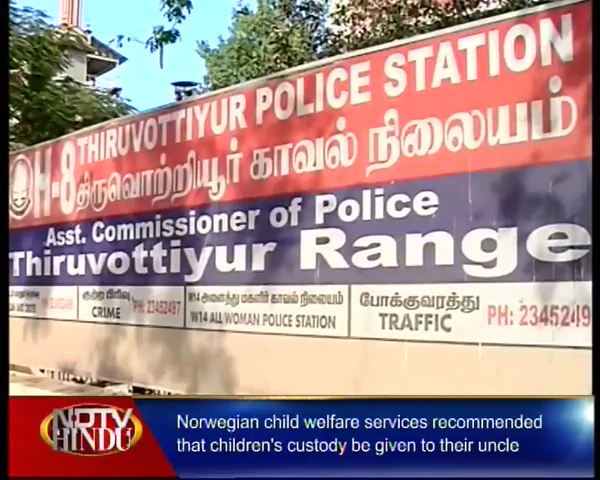 H-8 THIRUVOTTIYUR POLICE STATION
திருவொற்றியூர் காவல் நிலையம்
Asst. Commissioner of Police
Thiruvottiyur Range
குற்ற பிரிவு
CRIME
PH: 23452497
W14 அனைத்து மகளிர் காவல் நிலையம்
W14 ALL WOMAN POLICE STATION
போக்குவரத்து
TRAFFIC
PH : 2345249
NDTV
HINDU
Norwegian child welfare services recommended
that children's custody be given to their uncle